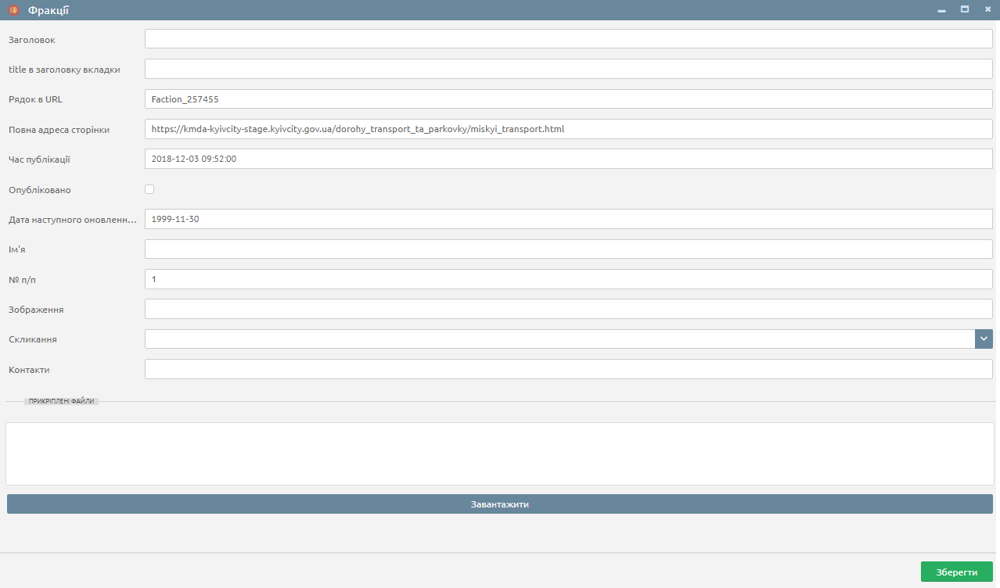 Фракції
Заголовок
title в заголовку вкладки
Рядок в URL Faction_257455
Повна адреса сторінки https://kmda-kyivcity-stage.kyivcity.gov.ua/dorohy_transport_ta_parkovky/miskyi_transport.html
Час публікації 2018-12-03 09:52:00
Опубліковано
Дата наступного оновленн... 1999-11-30
Ім'я
№ п/п 1
Зображення
Скликання
Контакти
ПРИКРІПЛЕНІ ФАЙЛИ
Завантажити
Зберегти